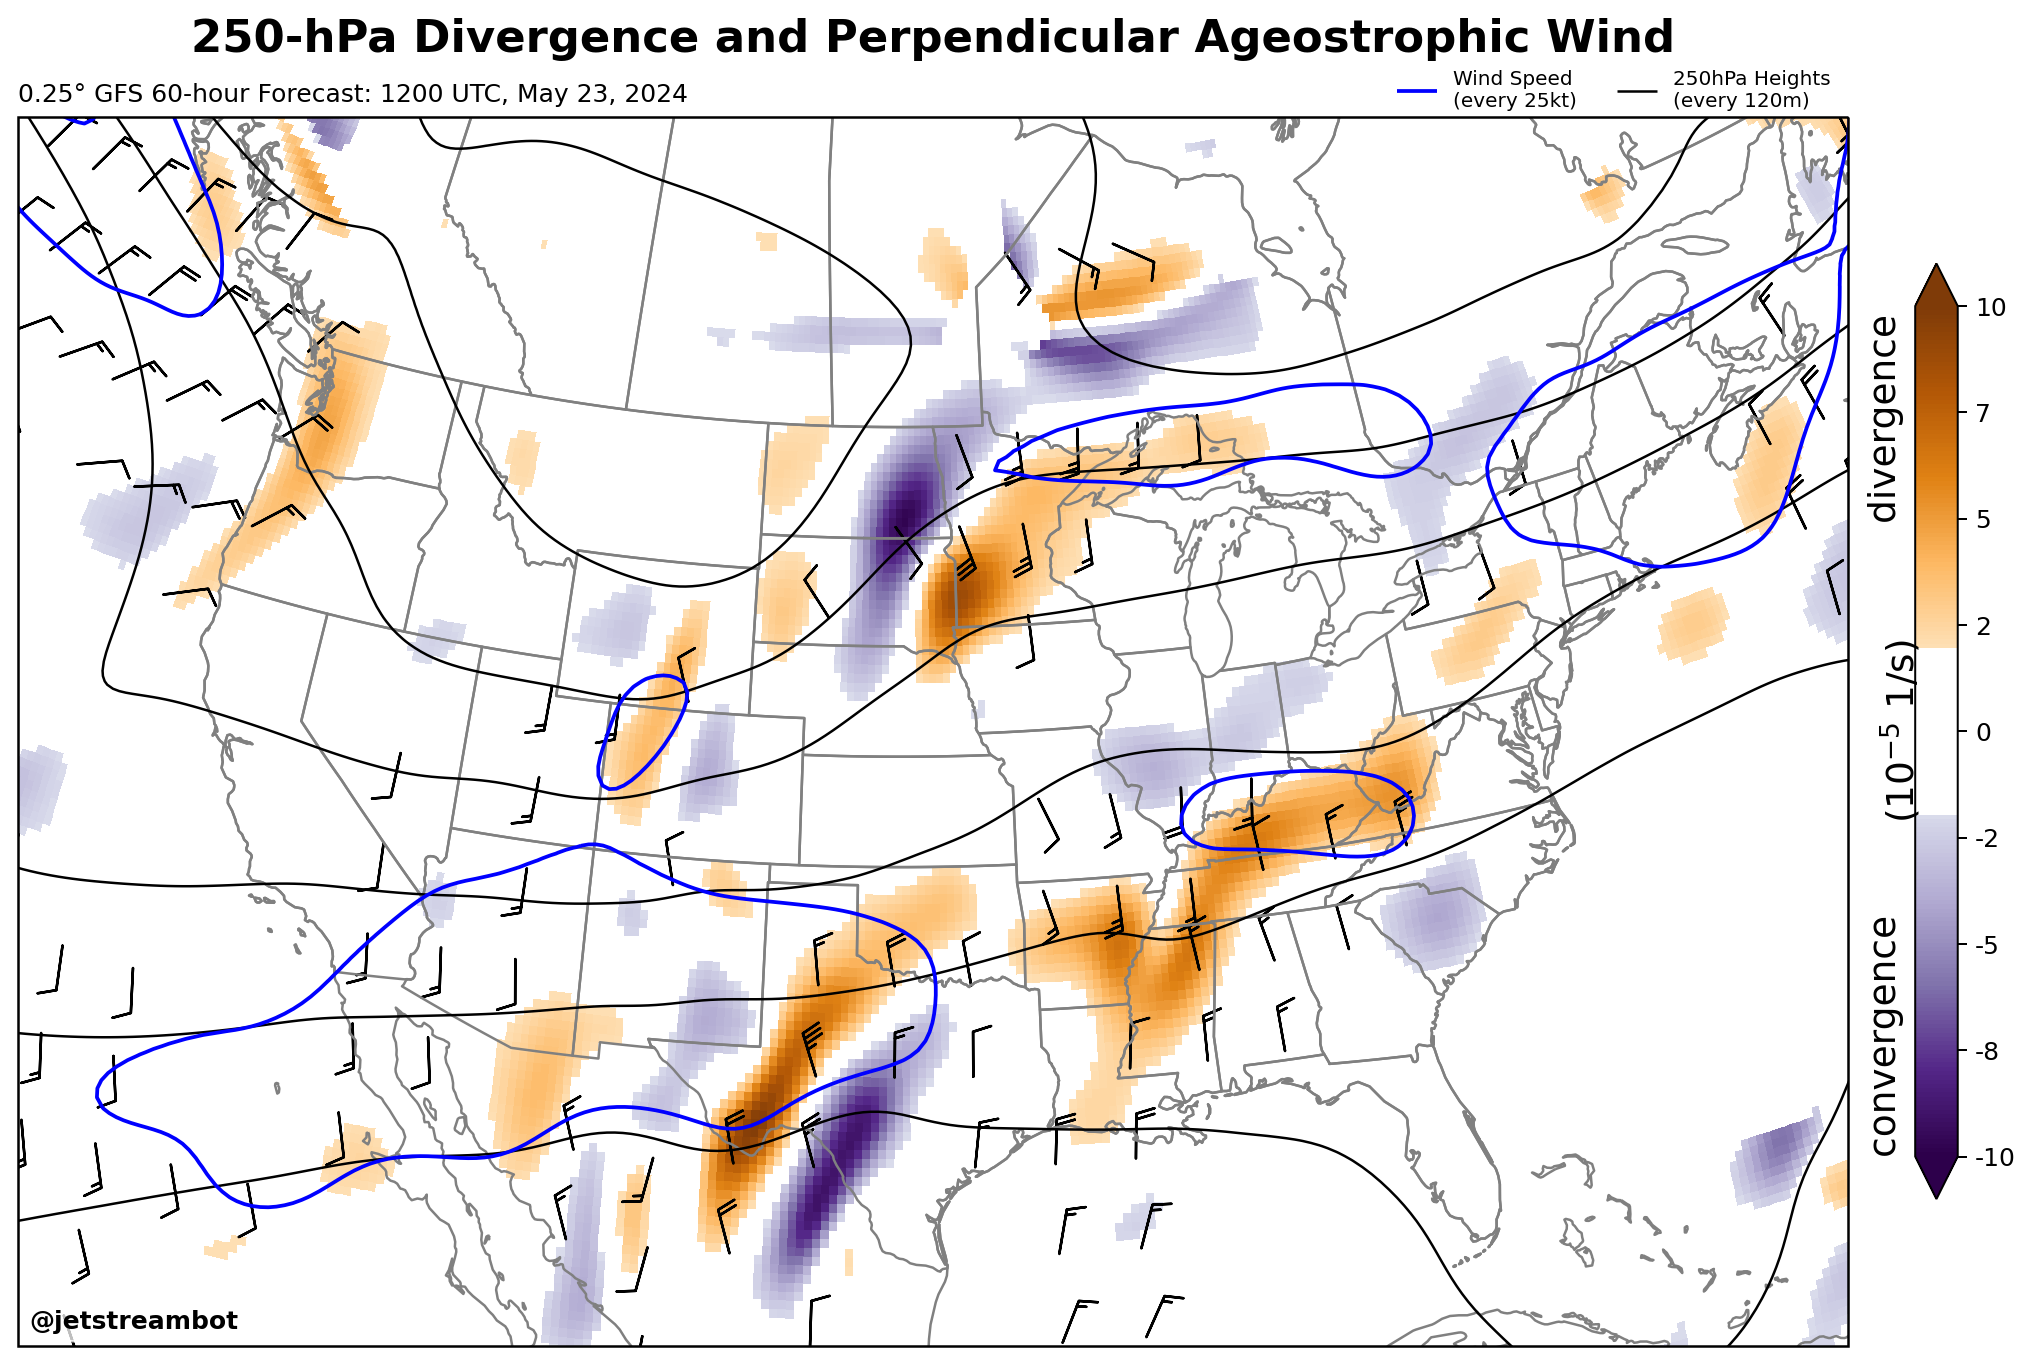 250-hPa Divergence and Perpendicular Ageostrophic Wind
0.25° GFS 60-hour Forecast: 1200 UTC, May 23, 2024
Wind Speed
(every 25kt)
250hPa Heights
(every 120m)
10
7
5
2
0
-2
-5
-8
-10
divergence
(10⁻⁵ 1/s)
convergence
@jetstreambot